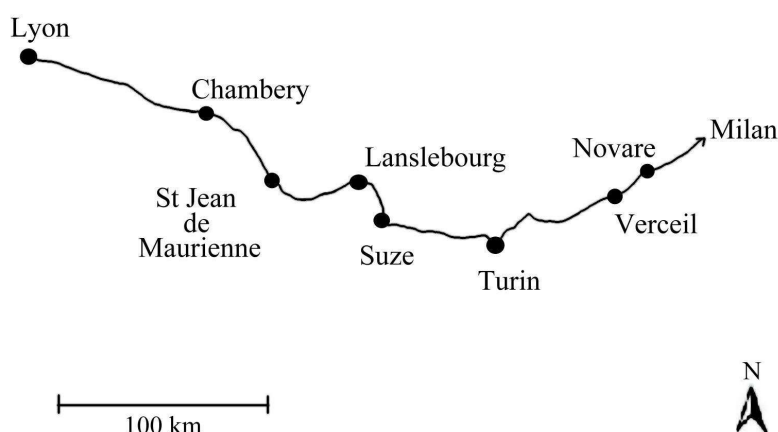 Lyon
Chambery
Milan
Novare
Lanslebourg
St Jean
de
Maurienne
Verceil
Suze
Turin
N
100 km